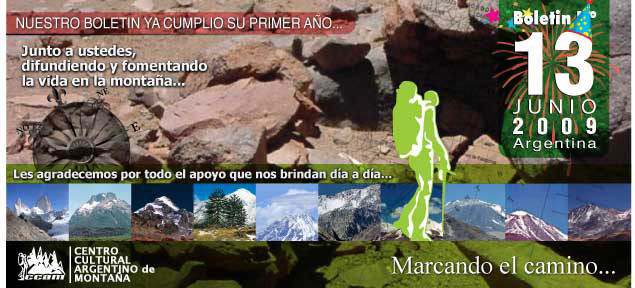 NUESTRO BOLETIN YA CUMPLIO SU PRIMER AÑO...
Junto a ustedes,
difundiendo y fomentando
la vida en la montaña...
Boletin Nº
13
JUNIO
2009
Argentina
Les agradecemos por todo el apoyo que nos brindan día a día...
ccam
CENTRO
CULTURAL
ARGENTINO de
MONTAÑA
Marcando el camino...